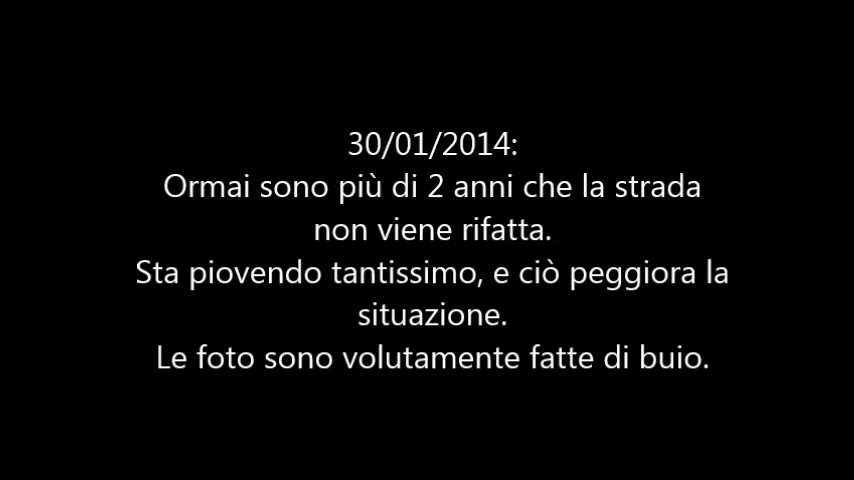 30/01/2014:
Ormai sono più di 2 anni che la strada
non viene rifatta.
Sta piovendo tantissimo, e ciò peggiora la
situazione.
Le foto sono volutamente fatte di buio.